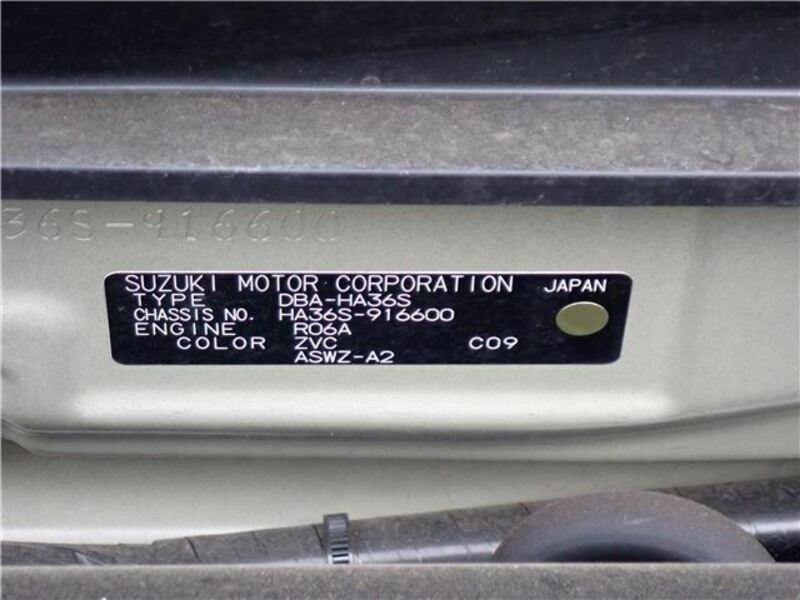 36S-916600
SUZUKI MOTOR CORPORATION JAPAN
TYPE DBA-HA36S
CHASSIS NO. HA36S-916600
ENGINE R06A
COLOR ZVC C09
ASWZ-A2